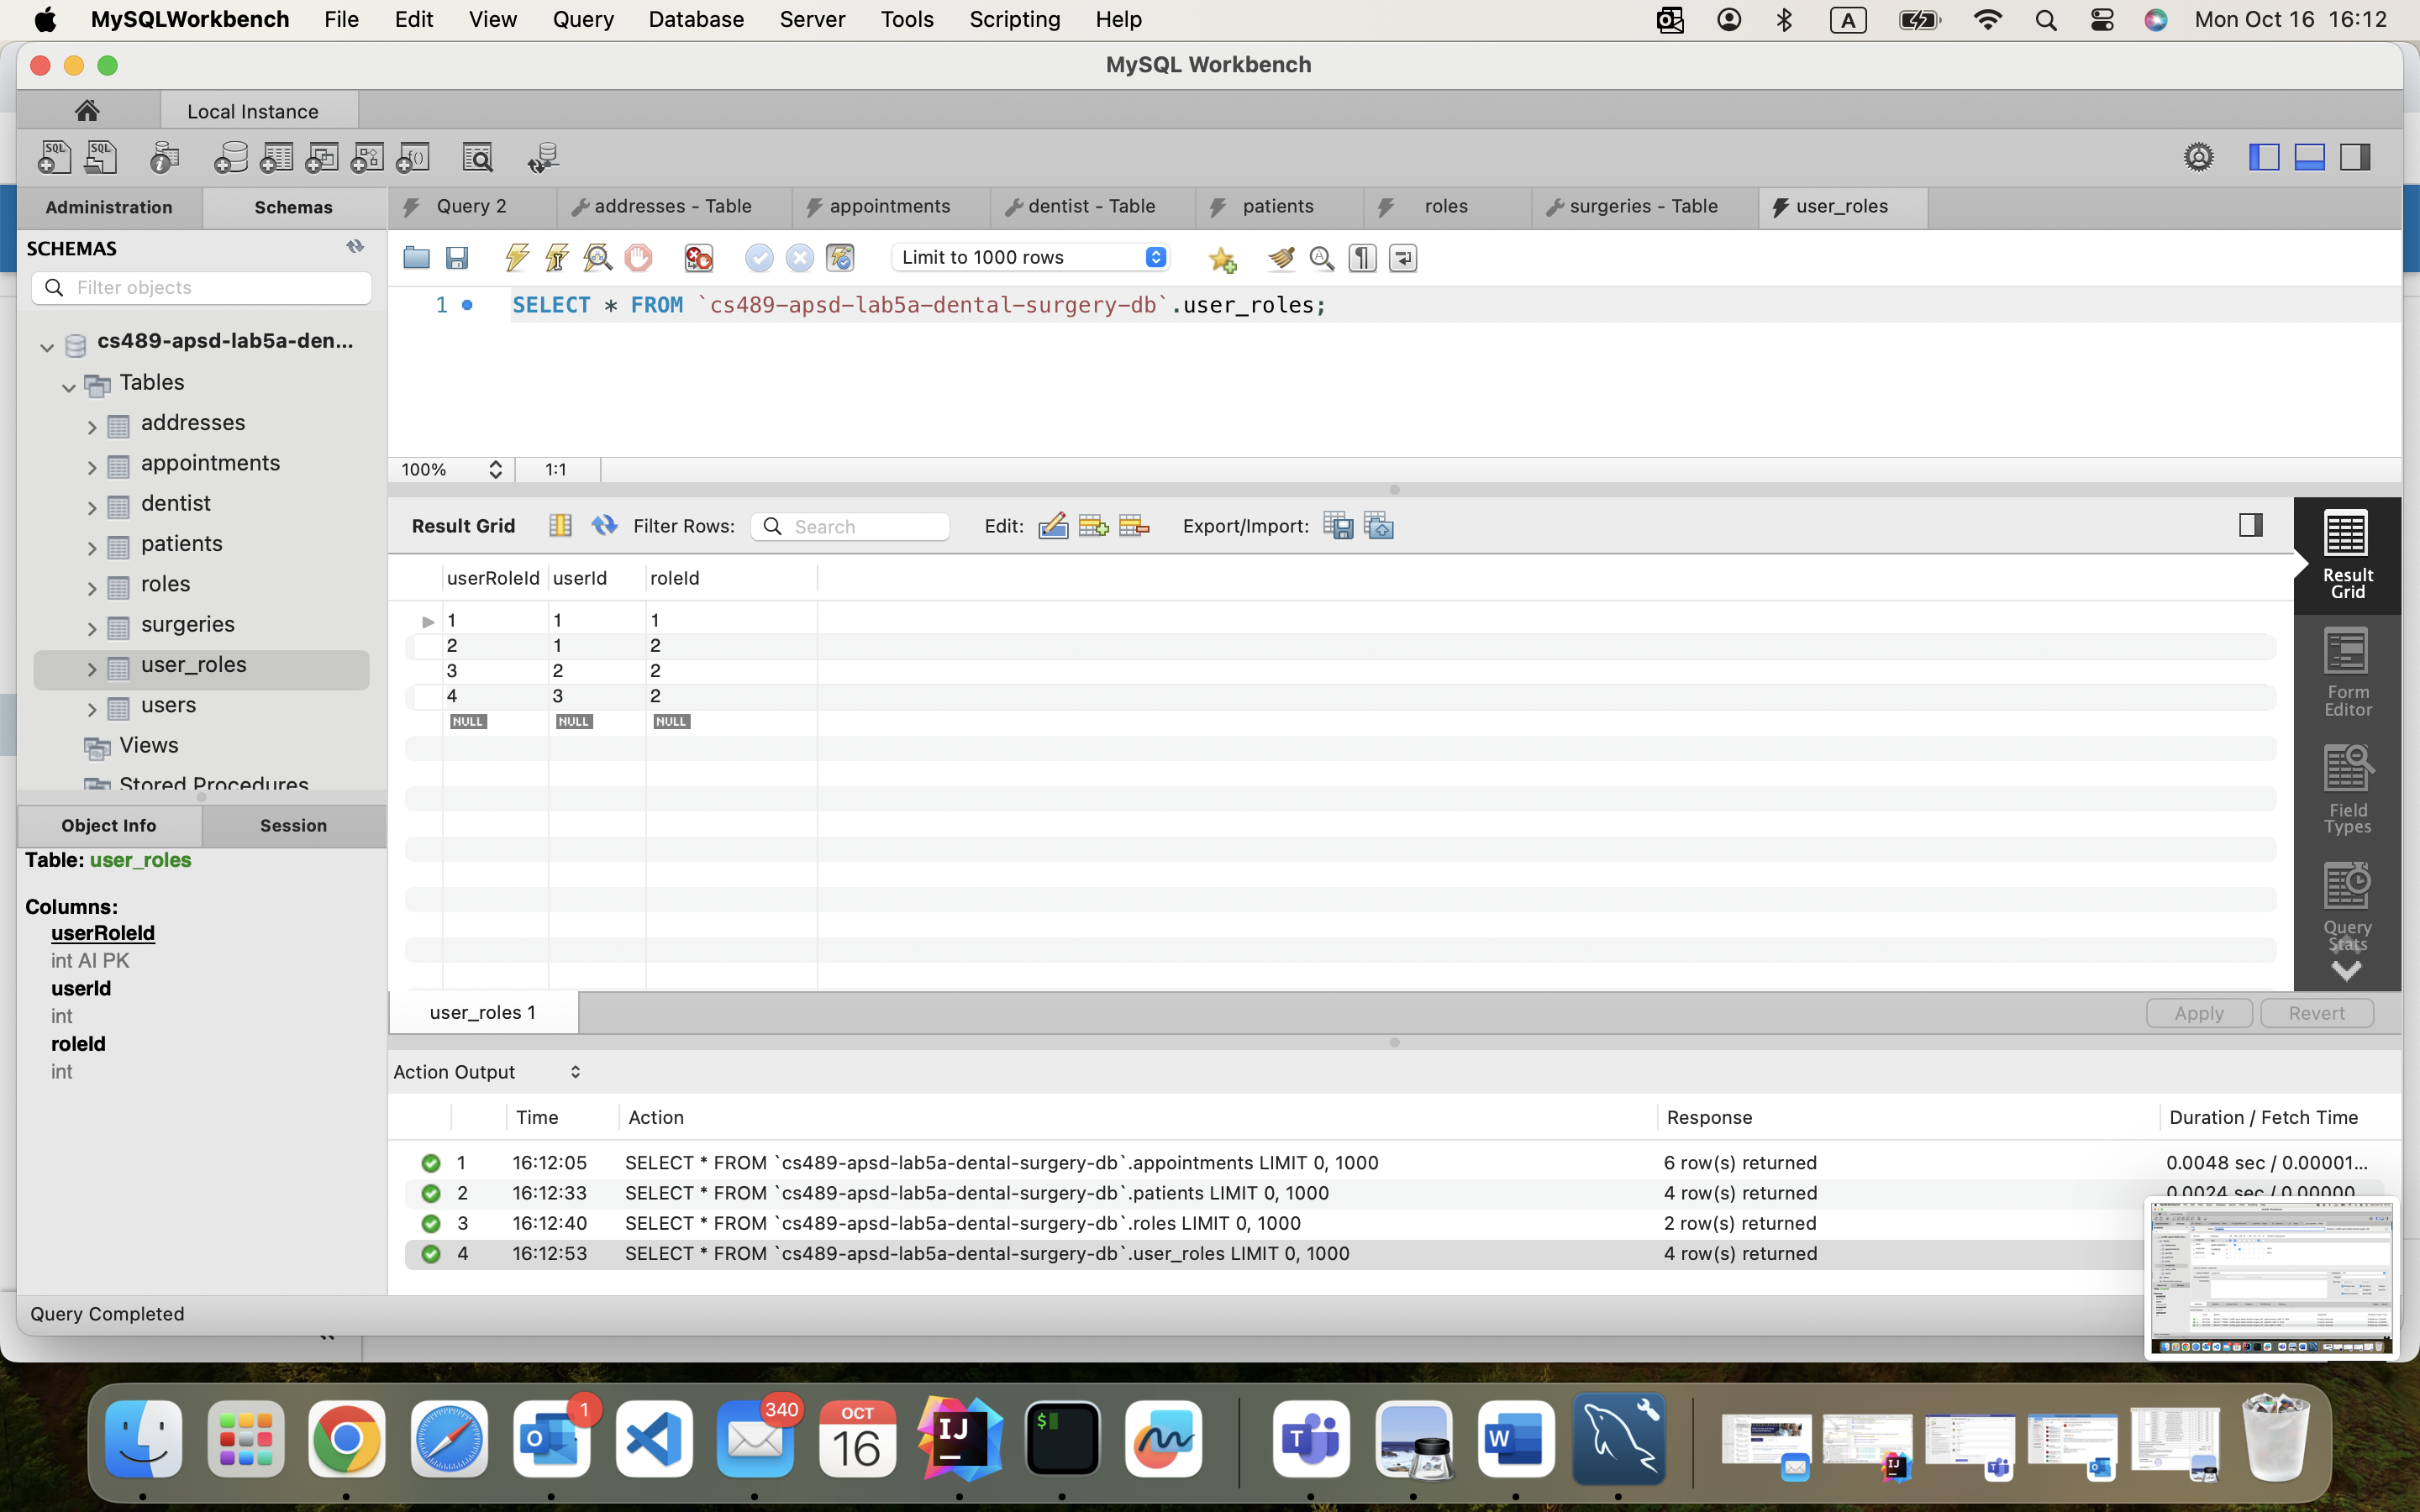 MySQLWorkbench File Edit View Query Database Server Tools Scripting Help A Mon Oct 16 16:12
MySQL Workbench
Local Instance
Administration Schemas Query 2 addresses - Table appointments dentist - Table patients roles surgeries - Table user_roles
SCHEMAS
Limit to 1000 rows
Filter objects
1 SELECT * FROM `cs489-apsd-lab5a-dental-surgery-db`.user_roles;
cs489-apsd-lab5a-den...
Tables
addresses
appointments
dentist
patients
roles
surgeries
user_roles
users
Views
Stored Procedures
100% 1:1
Result Grid Filter Rows: Search Edit: Export/Import:
userRoleId userId roleId
1 1 1
2 1 2
3 2 2
4 3 2
NULL NULL NULL
Result
Grid
Form
Editor
Field
Types
Query
Stats
Object Info Session
Table: user_roles
Columns:
userRoleId
int AI PK
userId
int
roleId
int
user_roles 1 Apply Revert
Action Output
Time Action Response Duration / Fetch Time
1 16:12:05 SELECT * FROM `cs489-apsd-lab5a-dental-surgery-db`.appointments LIMIT 0, 1000 6 row(s) returned 0.0048 sec / 0.00001...
2 16:12:33 SELECT * FROM `cs489-apsd-lab5a-dental-surgery-db`.patients LIMIT 0, 1000 4 row(s) returned 0.0024 sec / 0.00000...
3 16:12:40 SELECT * FROM `cs489-apsd-lab5a-dental-surgery-db`.roles LIMIT 0, 1000 2 row(s) returned
4 16:12:53 SELECT * FROM `cs489-apsd-lab5a-dental-surgery-db`.user_roles LIMIT 0, 1000 4 row(s) returned
Query Completed
1 340 OCT
16 IJ $ T W